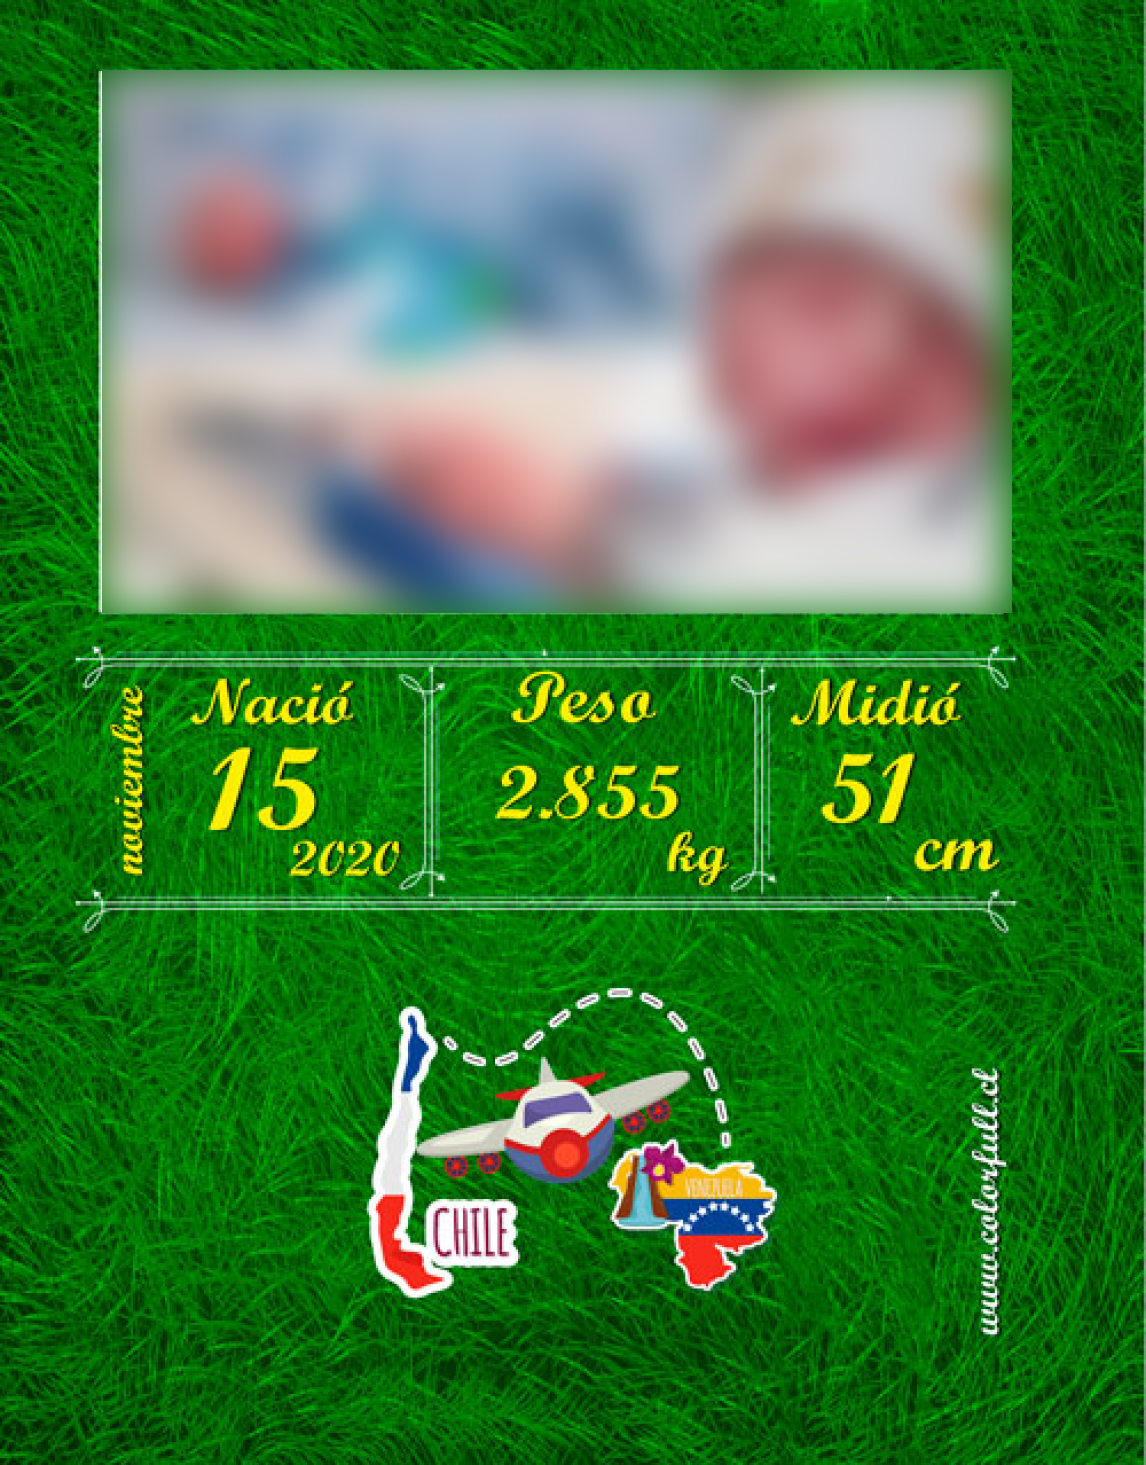 noviembre
Nació
15
2020
Peso
2.855
kg
Midió
51
cm
CHILE
VENEZUELA
www.colorfull.cl